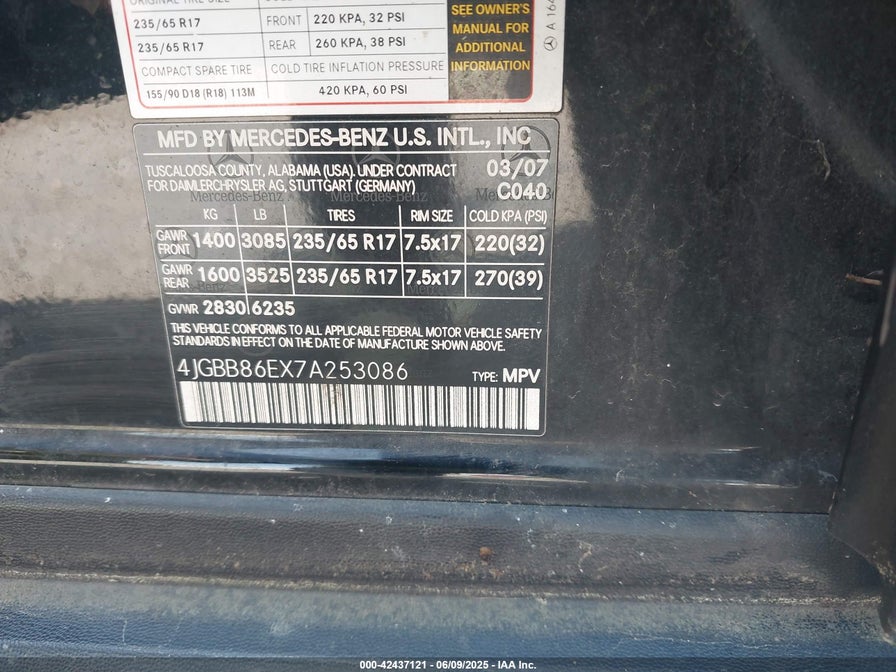 ORIGINAL TIRE SIZE
235/65 R17 FRONT 220 KPA, 32 PSI
235/65 R17 REAR 260 KPA, 38 PSI
COMPACT SPARE TIRE COLD TIRE INFLATION PRESSURE
155/90 D18 (R18) 113M 420 KPA, 60 PSI
SEE OWNER'S
MANUAL FOR
ADDITIONAL
INFORMATION
A 164
MFD BY MERCEDES-BENZ U.S. INTL., INC
TUSCALOOSA COUNTY, ALABAMA (USA). UNDER CONTRACT 03/07
FOR DAIMLERCHRYSLER AG, STUTTGART (GERMANY) C040
Mercedes-Benz
KG LB TIRES RIM SIZE COLD KPA (PSI)
GAWR FRONT 1400 3085 235/65 R17 7.5x17 220(32)
GAWR REAR 1600 3525 235/65 R17 7.5x17 270(39)
GVWR 2830 6235
THIS VEHICLE CONFORMS TO ALL APPLICABLE FEDERAL MOTOR VEHICLE SAFETY
STANDARDS IN EFFECT ON THE DATE OF MANUFACTURE SHOWN ABOVE.
4JGBB86EX7A253086 TYPE: MPV
000-42437121 - 06/09/2025 - IAA Inc.